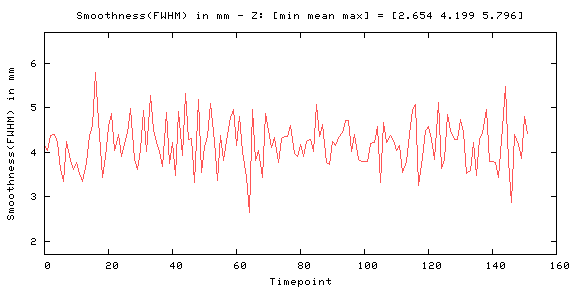 Smoothness(FWHM) in mm - Z: [min mean max] = [2.654 4.199 5.796]
6
5
4
3
2
Smoothness(FWHM) in mm
0 20 40 60 80 100 120 140 160
Timepoint